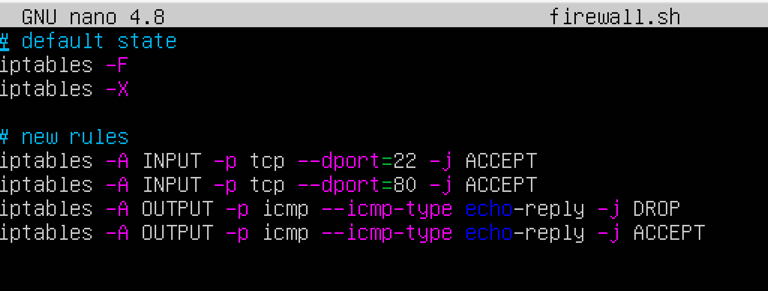 GNU nano 4.8 firewall.sh
# default state
iptables -F
iptables -X
# new rules
iptables -A INPUT -p tcp --dport=22 -j ACCEPT
iptables -A INPUT -p tcp --dport=80 -j ACCEPT
iptables -A OUTPUT -p icmp --icmp-type echo-reply -j DROP
iptables -A OUTPUT -p icmp --icmp-type echo-reply -j ACCEPT